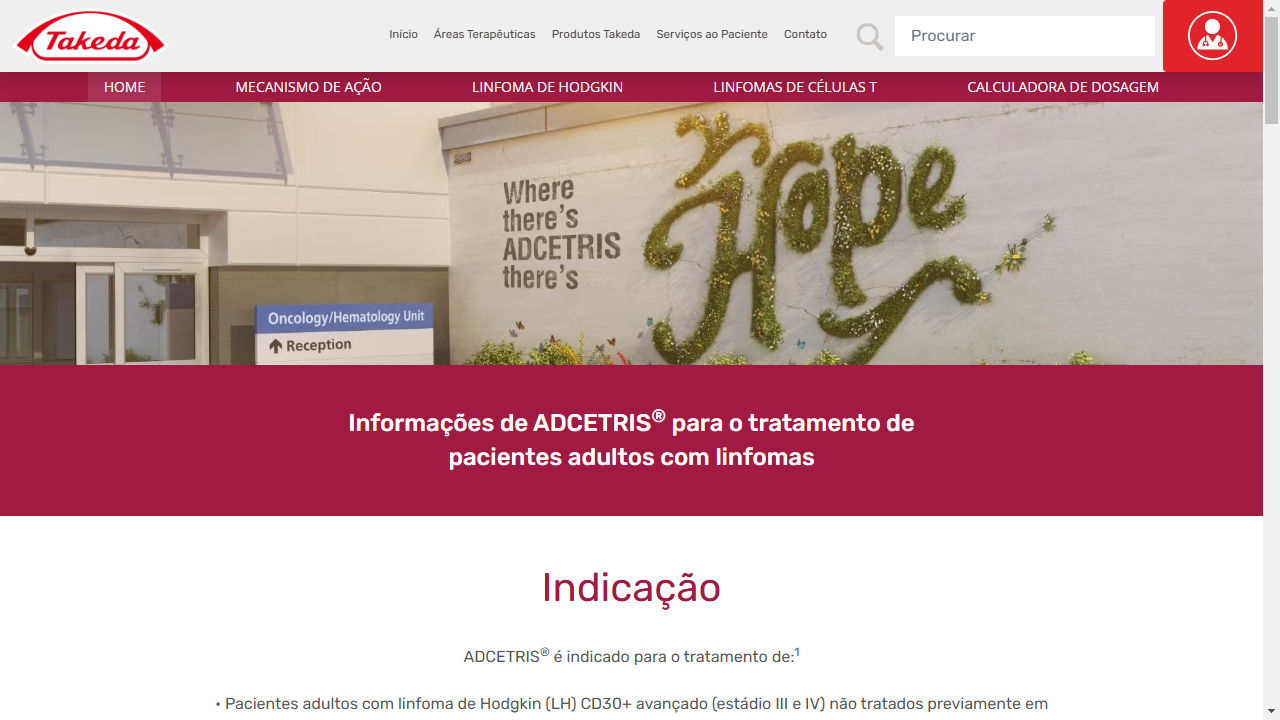 Takeda
Início
Áreas Terapêuticas
Produtos Takeda
Serviços ao Paciente
Contato
Procurar
HOME
MECANISMO DE AÇÃO
LINFOMA DE HODGKIN
LINFOMAS DE CÉLULAS T
CALCULADORA DE DOSAGEM
Where
there's
ADCETRIS
there's
Hope
Oncology/Hematology Unit
Reception
Informações de ADCETRIS® para o tratamento de
pacientes adultos com linfomas
Indicação
ADCETRIS® é indicado para o tratamento de:¹
• Pacientes adultos com linfoma de Hodgkin (LH) CD30+ avançado (estádio III e IV) não tratados previamente em